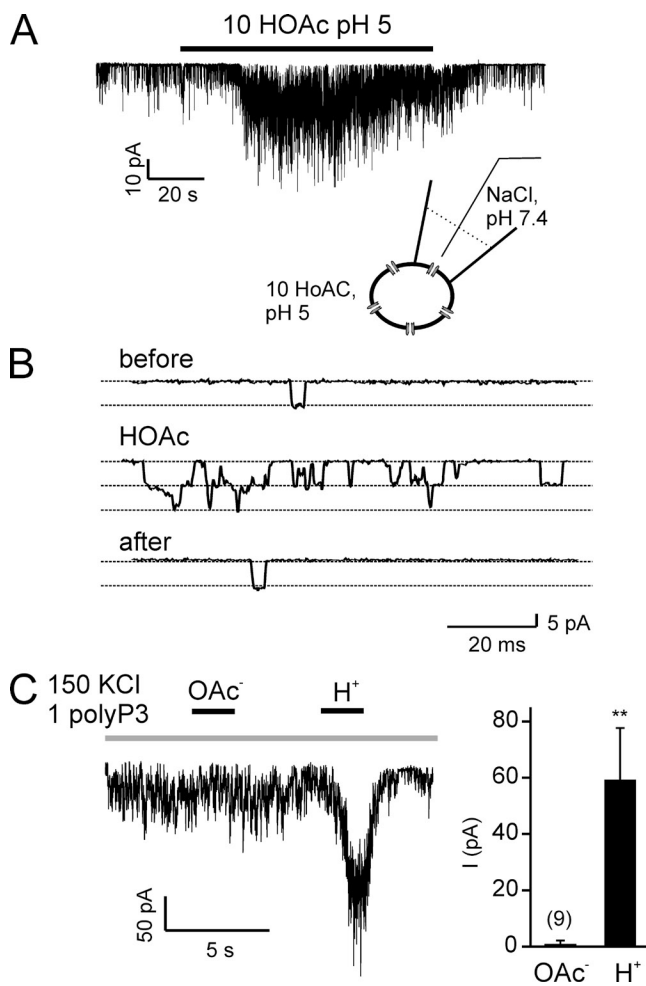 A
10 HOAc pH 5
10 pA
20 s
NaCl,
pH 7.4
10 HoAC,
pH 5
B
before
HOAc
after
5 pA
20 ms
C
150 KCl
1 polyP3
OAc⁻
H⁺
50 pA
5 s
80
60
40
20
0
I (pA)
**
(9)
OAc⁻
H⁺